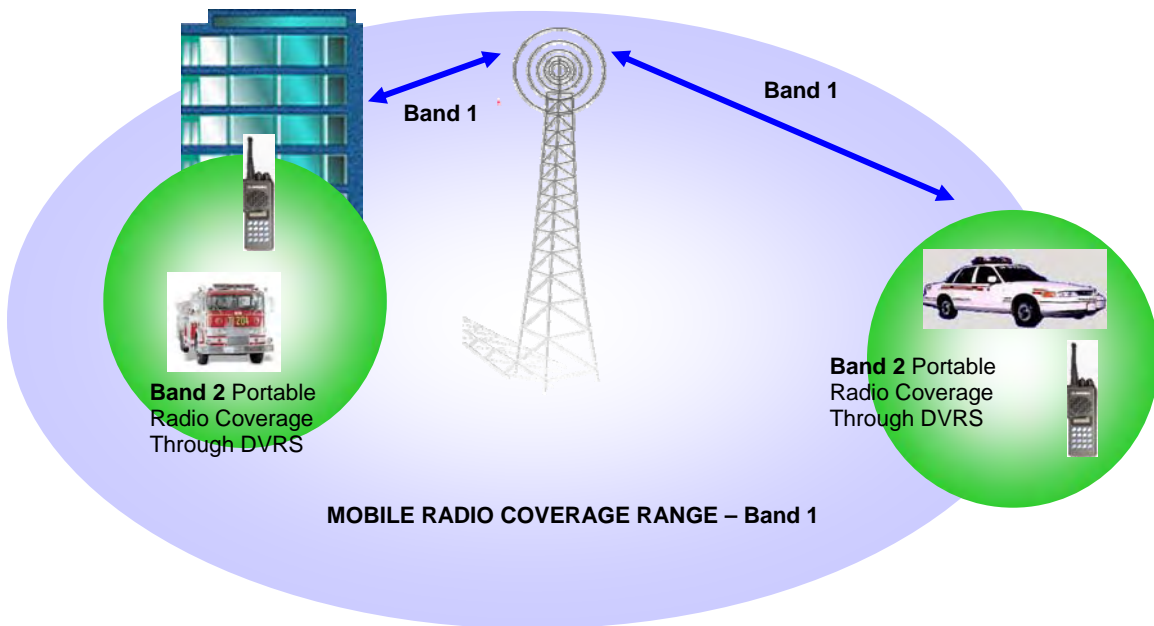 Band 1
Band 1
Band 2 Portable
Radio Coverage
Through DVRS
Band 2 Portable
Radio Coverage
Through DVRS
MOBILE RADIO COVERAGE RANGE – Band 1